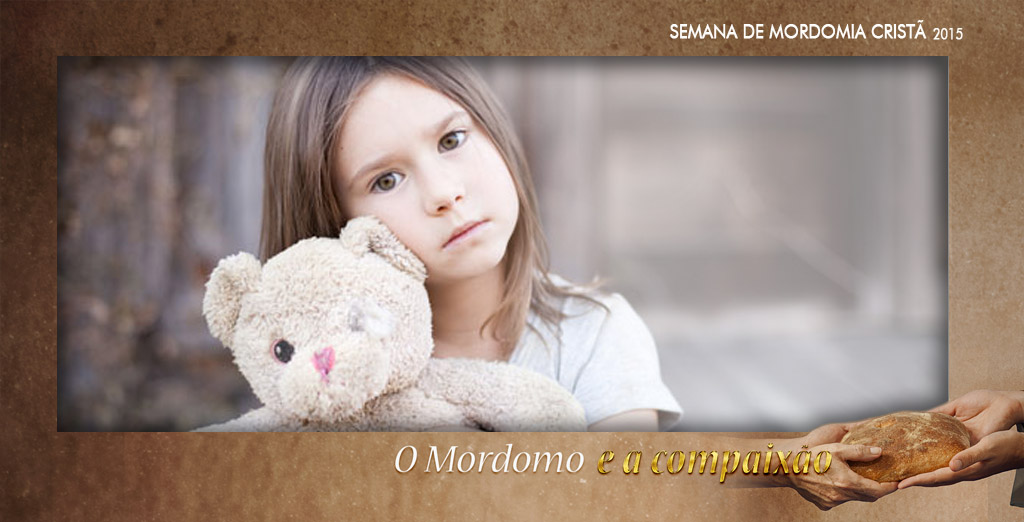 SEMANA DE MORDOMIA CRISTÃ 2015
O Mordomo e a compaixão